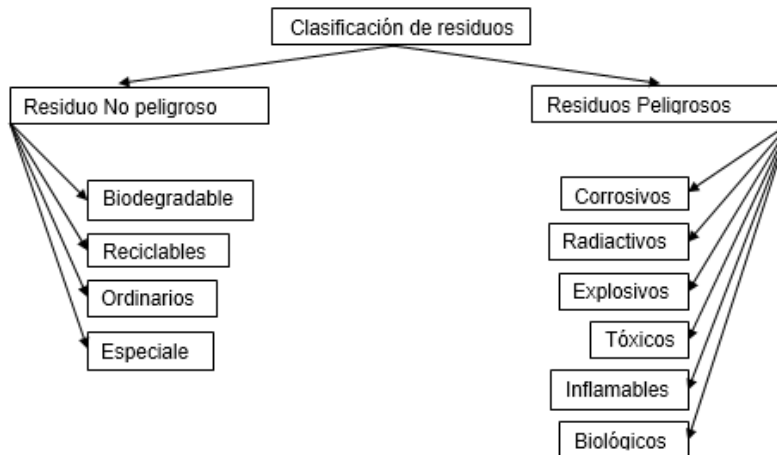 Clasificación de residuos
Residuo No peligroso
Residuos Peligrosos
Biodegradable
Reciclables
Ordinarios
Especiale
Corrosivos
Radiactivos
Explosivos
Tóxicos
Inflamables
Biológicos